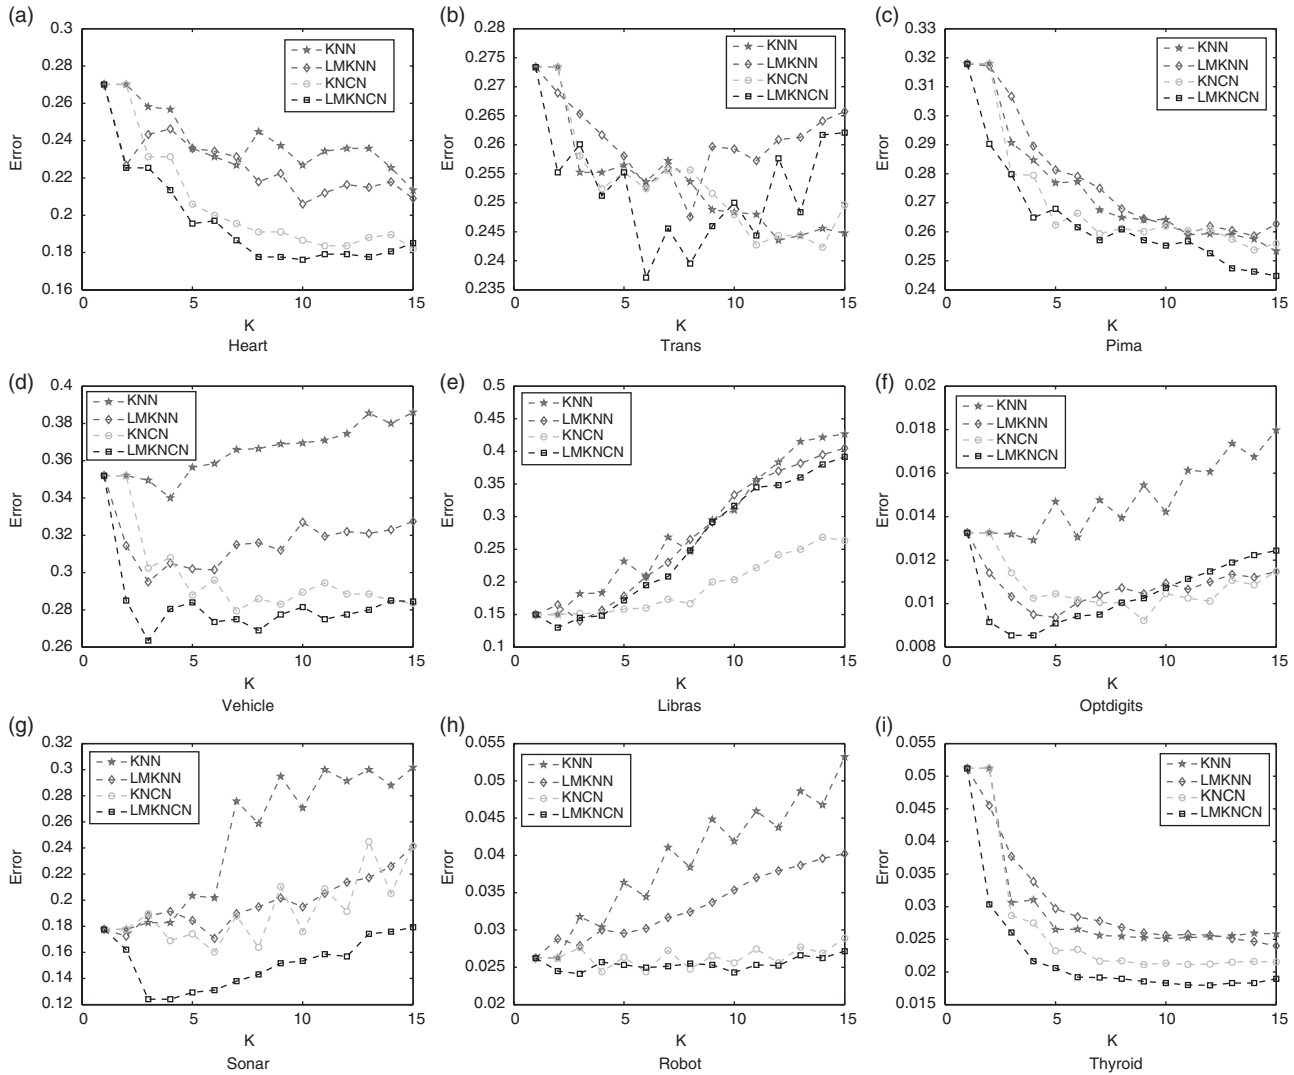 (a)
0.3
0.28
0.26
0.24
0.22
0.2
0.18
0.16
0
5
10
15
Error
K
Heart
KNN
LMKNN
KNCN
LMKNCN
(b)
0.28
0.275
0.27
0.265
0.26
0.255
0.25
0.245
0.24
0.235
0
5
10
15
Error
K
Trans
KNN
LMKNN
KNCN
LMKNCN
(c)
0.33
0.32
0.31
0.3
0.29
0.28
0.27
0.26
0.25
0.24
0
5
10
15
Error
K
Pima
KNN
LMKNN
KNCN
LMKNCN
(d)
0.4
0.38
0.36
0.34
0.32
0.3
0.28
0.26
0
5
10
15
Error
K
Vehicle
KNN
LMKNN
KNCN
LMKNCN
(e)
0.5
0.45
0.4
0.35
0.3
0.25
0.2
0.15
0.1
0
5
10
15
Error
K
Libras
KNN
LMKNN
KNCN
LMKNCN
(f)
0.02
0.018
0.016
0.014
0.012
0.01
0.008
0
5
10
15
Error
K
Optdigits
KNN
LMKNN
KNCN
LMKNCN
(g)
0.32
0.3
0.28
0.26
0.24
0.22
0.2
0.18
0.16
0.14
0.12
0
5
10
15
Error
K
Sonar
KNN
LMKNN
KNCN
LMKNCN
(h)
0.055
0.05
0.045
0.04
0.035
0.03
0.025
0.02
0
5
10
15
Error
K
Robot
KNN
LMKNN
KNCN
LMKNCN
(i)
0.055
0.05
0.045
0.04
0.035
0.03
0.025
0.02
0.015
0
5
10
15
Error
K
Thyroid
KNN
LMKNN
KNCN
LMKNCN